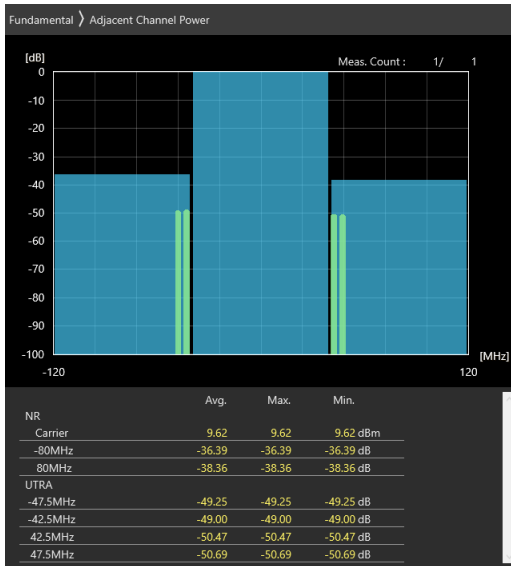 Fundamental 〉 Adjacent Channel Power
[dB] Meas. Count : 1/ 1
0
-10
-20
-30
-40
-50
-60
-70
-80
-90
-100
[MHz]
-120 120
Avg. Max. Min.
NR
Carrier 9.62 9.62 9.62 dBm
-80MHz -36.39 -36.39 -36.39 dB
80MHz -38.36 -38.36 -38.36 dB
UTRA
-47.5MHz -49.25 -49.25 -49.25 dB
-42.5MHz -49.00 -49.00 -49.00 dB
42.5MHz -50.47 -50.47 -50.47 dB
47.5MHz -50.69 -50.69 -50.69 dB